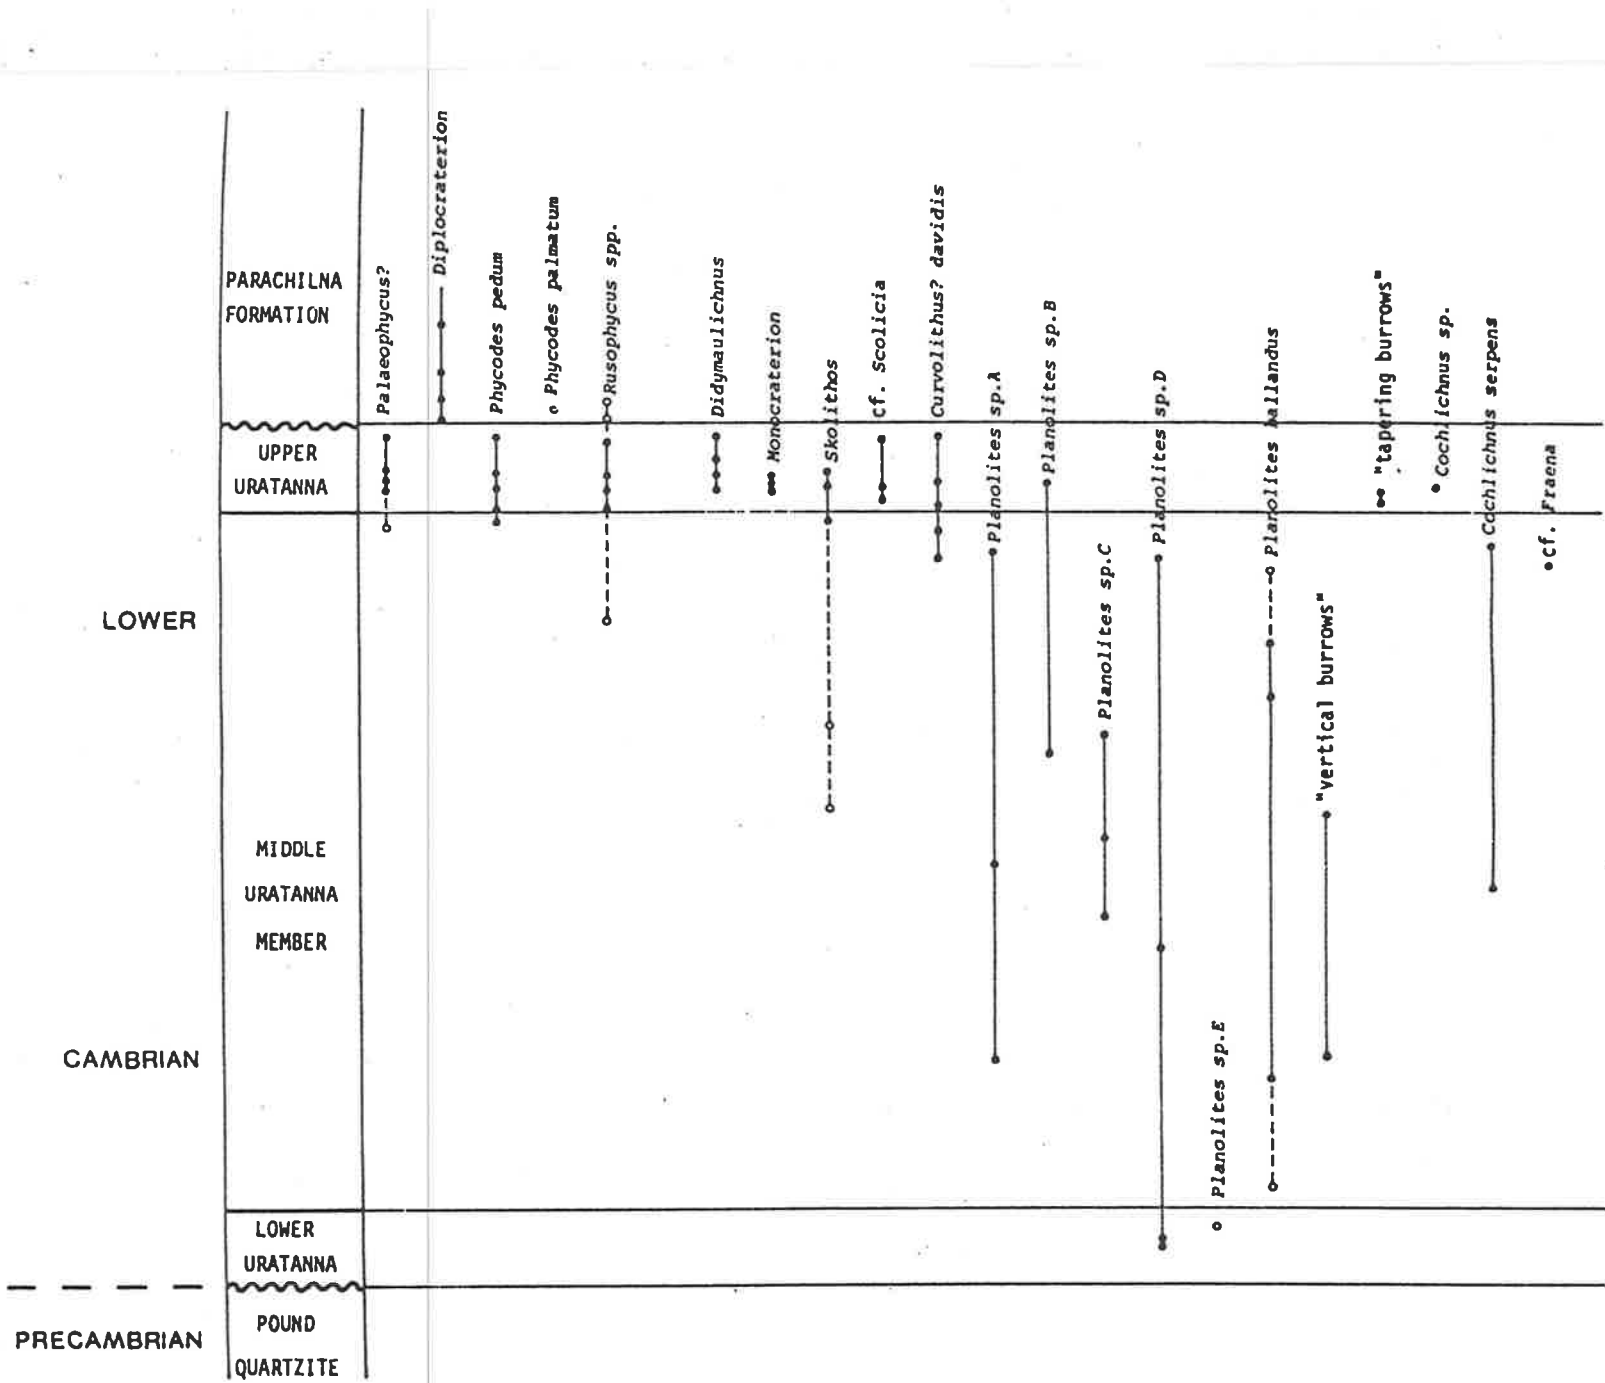 PARACHILNA
FORMATION
UPPER
URATANNA
LOWER
MIDDLE
URATANNA
MEMBER
CAMBRIAN
LOWER
URATANNA
PRECAMBRIAN
POUND
QUARTZITE
Palaeophycus?
Diplocraterion
Phycodes pedum
Phycodes palmatum
Rusophycus spp.
Didymaulichnus
Monocraterion
Skolithos
cf. Scolicia
Curvolithus? davidis
Planolites sp.A
Planolites sp.B
Planolites sp.C
Planolites sp.D
Planolites sp.E
Planolites ballandus
"vertical burrows"
"tapering burrows"
Cochlichnus sp.
Cochlichnus serpens
cf. Fraena